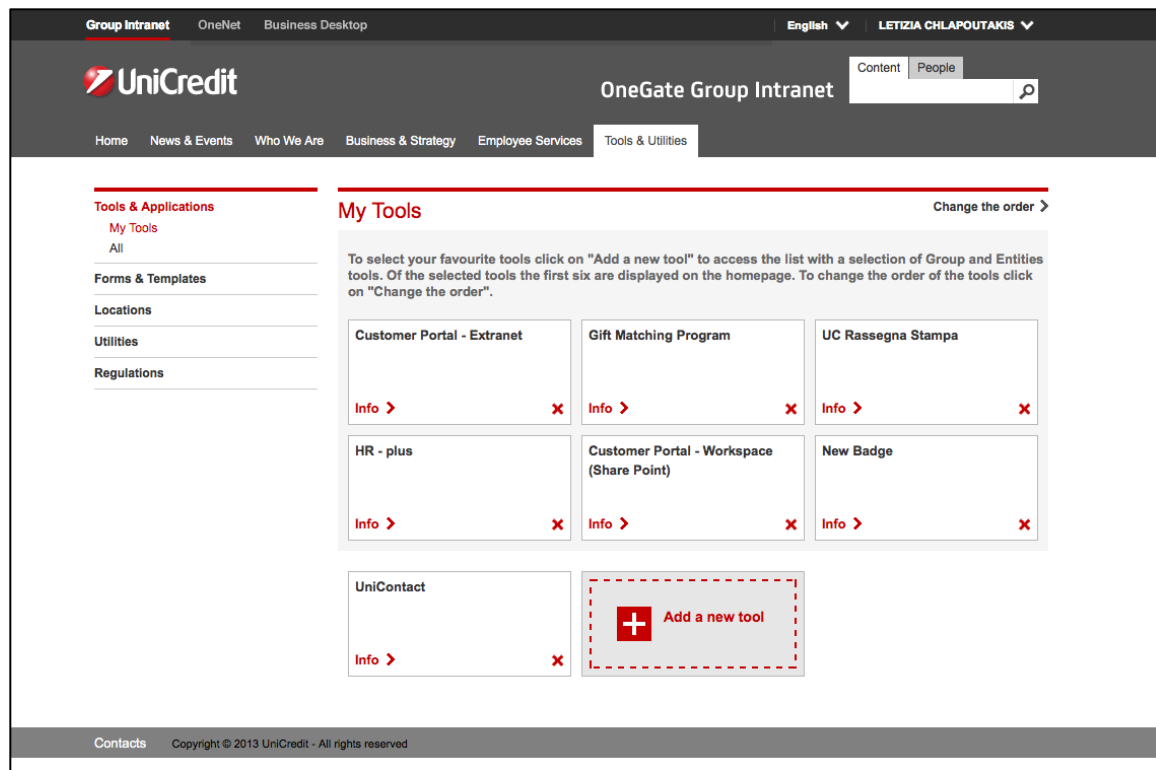 Group Intranet OneNet Business Desktop English LETIZIA CHLAPOUTAKIS
UniCredit
OneGate Group Intranet
Content People
Home News & Events Who We Are Business & Strategy Employee Services Tools & Utilities
Tools & Applications
My Tools
All
Forms & Templates
Locations
Utilities
Regulations
My Tools
Change the order
To select your favourite tools click on "Add a new tool" to access the list with a selection of Group and Entities
tools. Of the selected tools the first six are displayed on the homepage. To change the order of the tools click
on "Change the order".
Customer Portal - Extranet
Info
Gift Matching Program
Info
UC Rassegna Stampa
Info
HR - plus
Info
Customer Portal - Workspace
(Share Point)
Info
New Badge
Info
UniContact
Info
Add a new tool
Contacts Copyright © 2013 UniCredit - All rights reserved